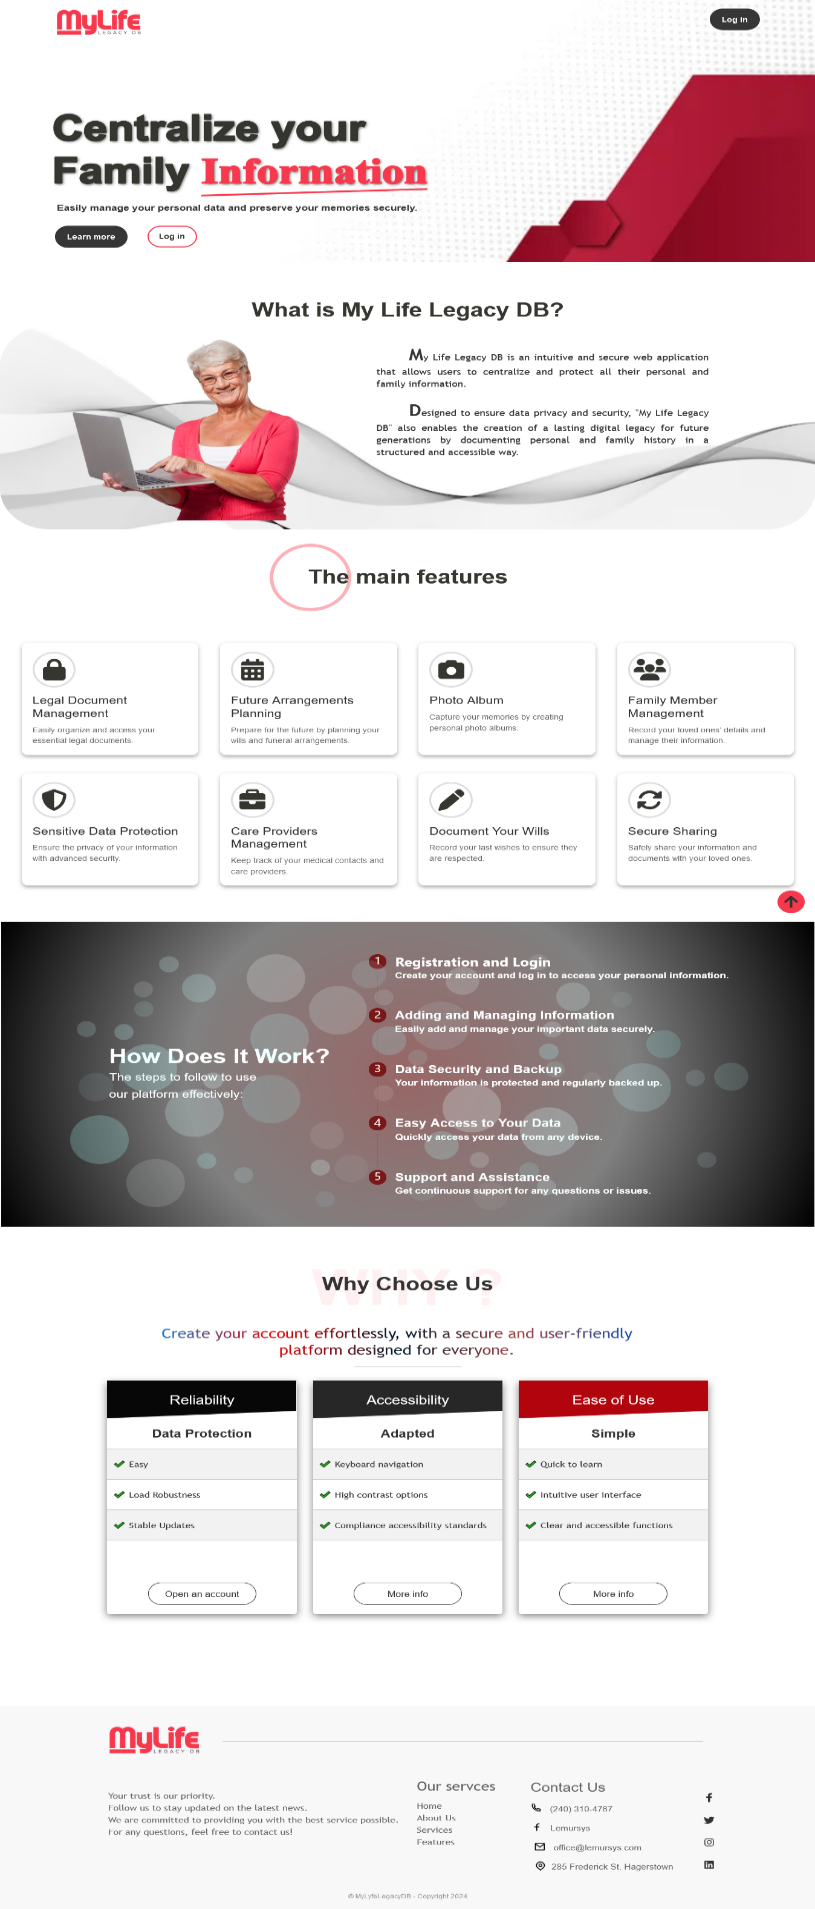 MyLife
LEGACY DB
Log in
Centralize your
Family Information
Easily manage your personal data and preserve your memories securely.
Learn more
Log in
What is My Life Legacy DB?
My Life Legacy DB is an intuitive and secure web application
that allows users to centralize and protect all their personal and
family information.
Designed to ensure data privacy and security, "My Life Legacy
DB" also enables the creation of a lasting digital legacy for future
generations by documenting personal and family history in a
structured and accessible way.
The main features
Legal Document
Management
Easily organize and access your
essential legal documents.
Future Arrangements
Planning
Prepare for the future by planning your
wills and funeral arrangements.
Photo Album
Capture your memories by creating
personal photo albums.
Family Member
Management
Record your loved ones' details and
manage their information.
Sensitive Data Protection
Ensure the privacy of your information
with advanced security.
Care Providers
Management
Keep track of your medical contacts and
care providers.
Document Your Wills
Record your last wishes to ensure they
are respected.
Secure Sharing
Safely share your information and
documents with your loved ones.
How Does It Work?
The steps to follow to use
our platform effectively:
1 Registration and Login
Create your account and log in to access your personal information.
2 Adding and Managing Information
Easily add and manage your important data securely.
3 Data Security and Backup
Your information is protected and regularly backed up.
4 Easy Access to Your Data
Quickly access your data from any device.
5 Support and Assistance
Get continuous support for any questions or issues.
WHY ?
Why Choose Us
Create your account effortlessly, with a secure and user-friendly
platform designed for everyone.
Reliability
Data Protection
Easy
Load Robustness
Stable Updates
Open an account
Accessibility
Adapted
Keyboard navigation
High contrast options
Compliance accessibility standards
More info
Ease of Use
Simple
Quick to learn
Intuitive user interface
Clear and accessible functions
More info
MyLife
LEGACY DB
Your trust is our priority.
Follow us to stay updated on the latest news.
We are committed to providing you with the best service possible.
For any questions, feel free to contact us!
Our servces
Home
About Us
Services
Features
Contact Us
(240) 310-4787
Lemursys
office@lemursys.com
285 Frederick St. Hagerstown
© MyLyfeLegacyDB - Copyright 2024